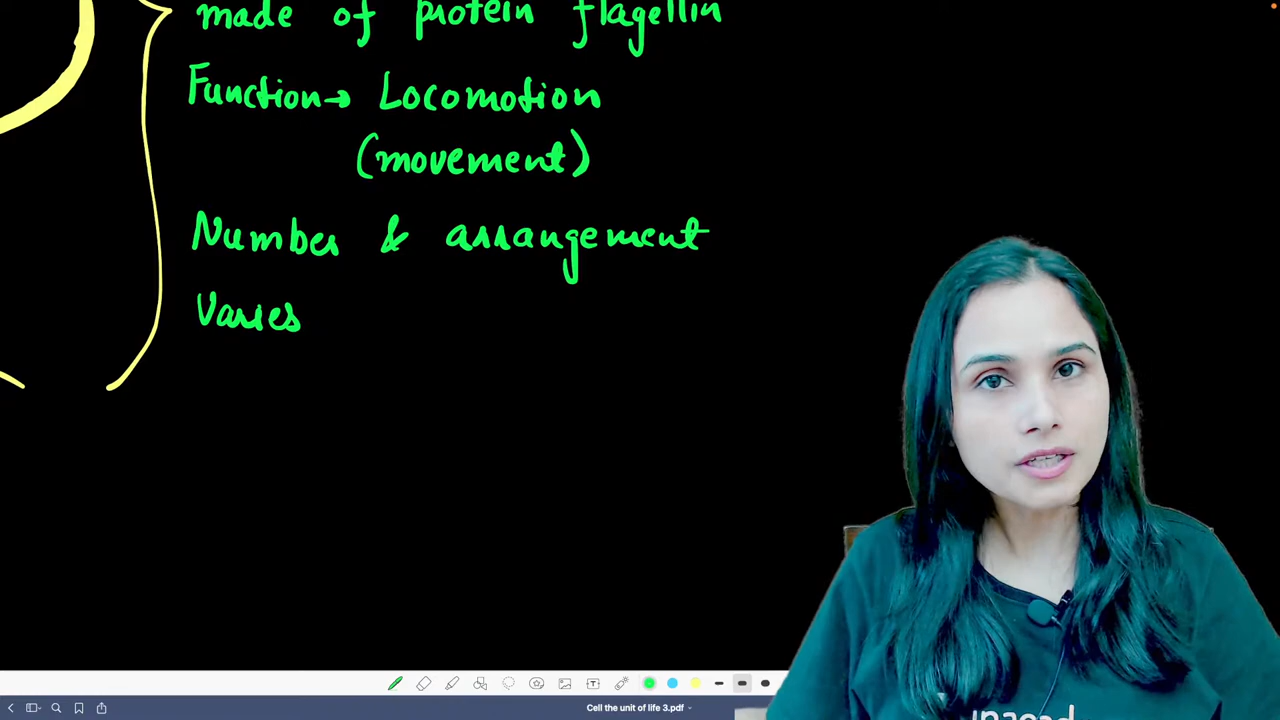 made of protein flagellin
Function → Locomotion
(movement)
Number & arrangement
Varies
Cell the unit of life 3.pdf